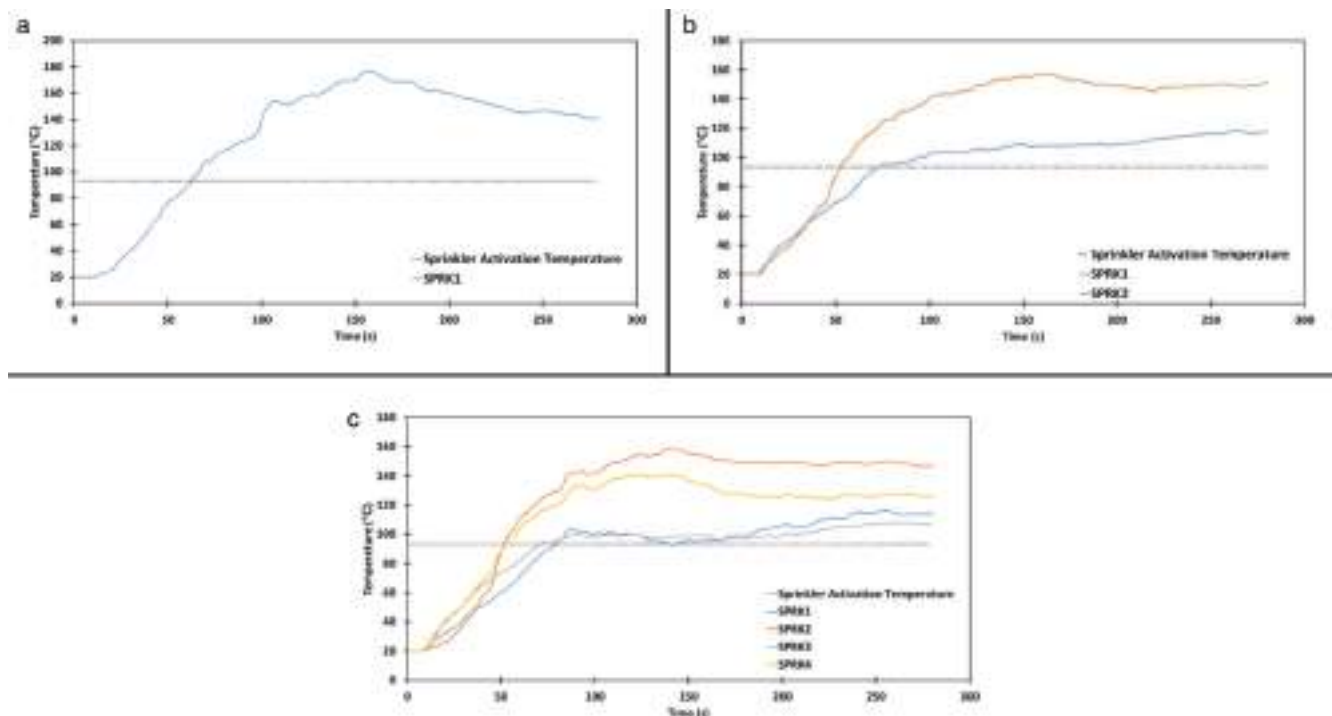 a
200
180
160
140
120
100
80
60
40
20
0
Temperature (°C)
0 50 100 150 200 250 300
Time (s)
Sprinkler Activation Temperature
SPRK1
b
180
160
140
120
100
80
60
40
20
0
Temperature (°C)
0 50 100 150 200 250 300
Time (s)
Sprinkler Activation Temperature
SPRK1
SPRK2
c
180
160
140
120
100
80
60
40
20
0
Temperature (°C)
0 50 100 150 200 250 300
Time (s)
Sprinkler Activation Temperature
SPRK1
SPRK2
SPRK3
SPRK4